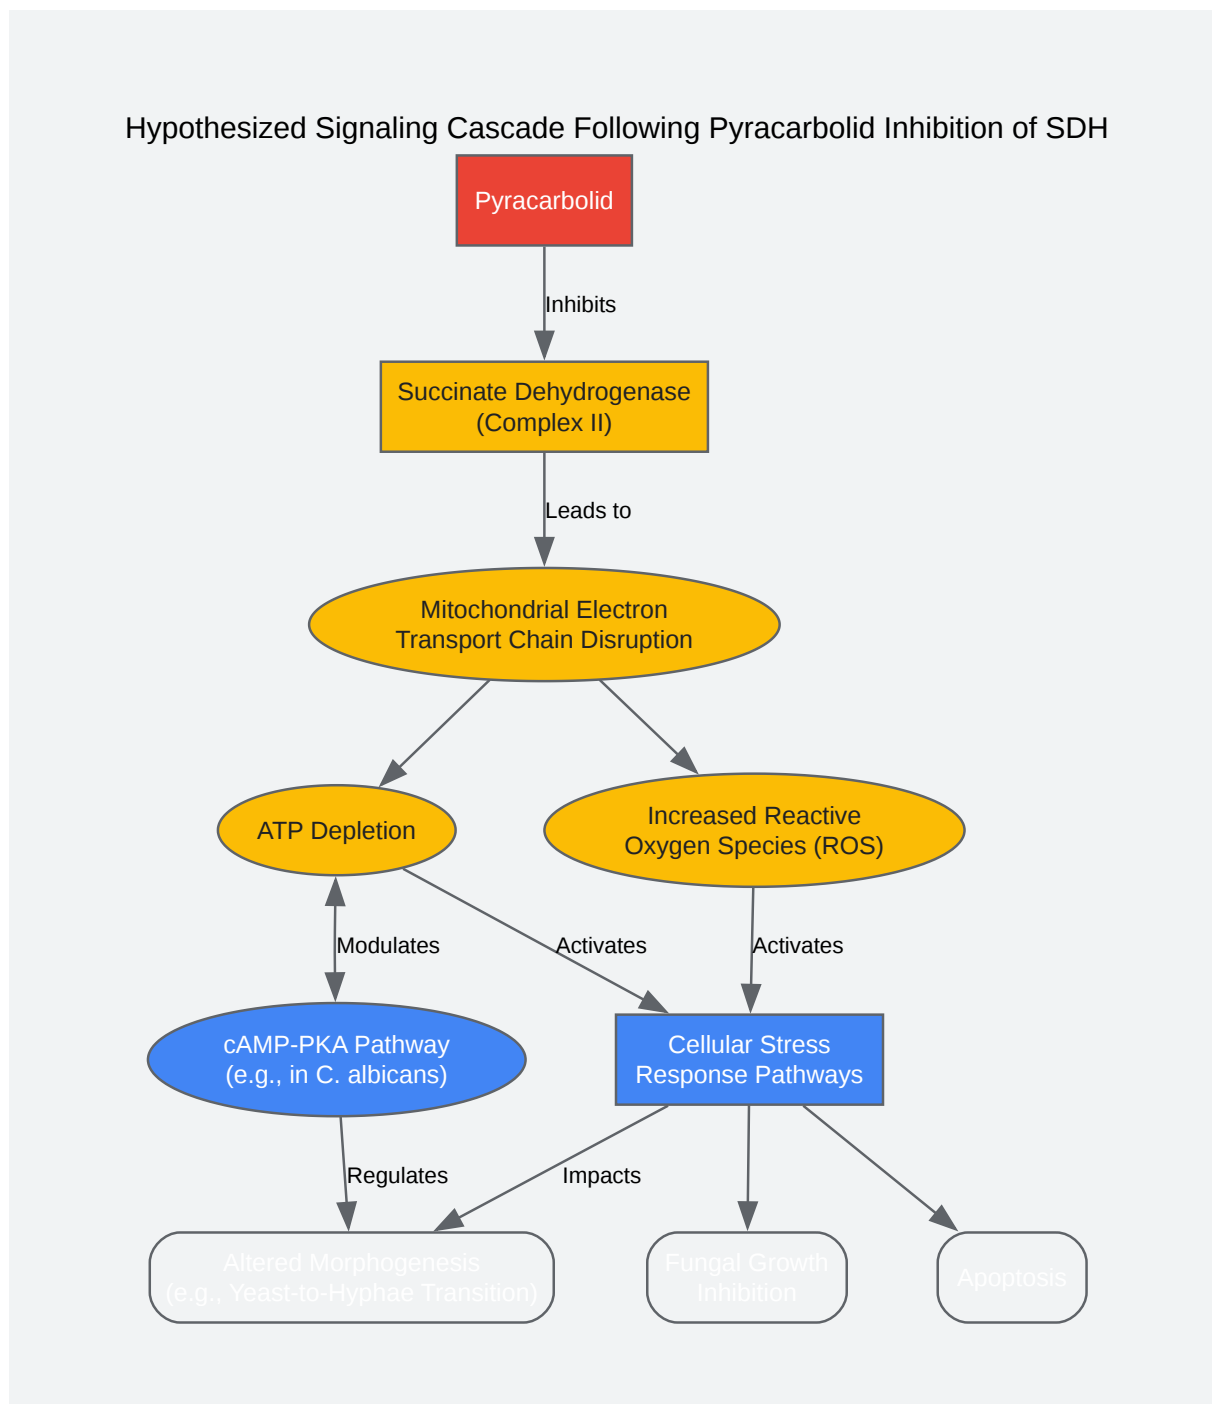 Hypothesized Signaling Cascade Following Pyracarbolid Inhibition of SDH
Pyracarbolid
Inhibits
Succinate Dehydrogenase
(Complex II)
Leads to
Mitochondrial Electron
Transport Chain Disruption
ATP Depletion
Increased Reactive
Oxygen Species (ROS)
Modulates
Activates
Activates
cAMP-PKA Pathway
(e.g., in C. albicans)
Cellular Stress
Response Pathways
Regulates
Impacts
Altered Morphogenesis
(e.g., Yeast-to-Hyphae Transition)
Fungal Growth
Inhibition
Apoptosis